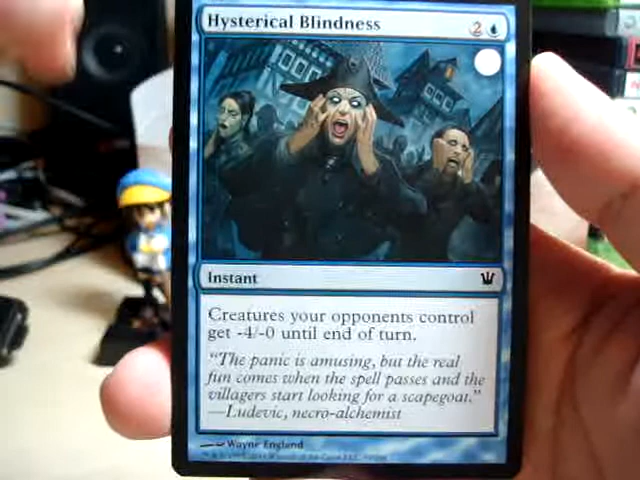 Hysterical Blindness 2
Instant
Creatures your opponents control
get -4/-0 until end of turn.
"The panic is amusing, but the real
fun comes when the spell passes and the
villagers start looking for a scapegoat."
—Ludevic, necro-alchemist
Wayne England